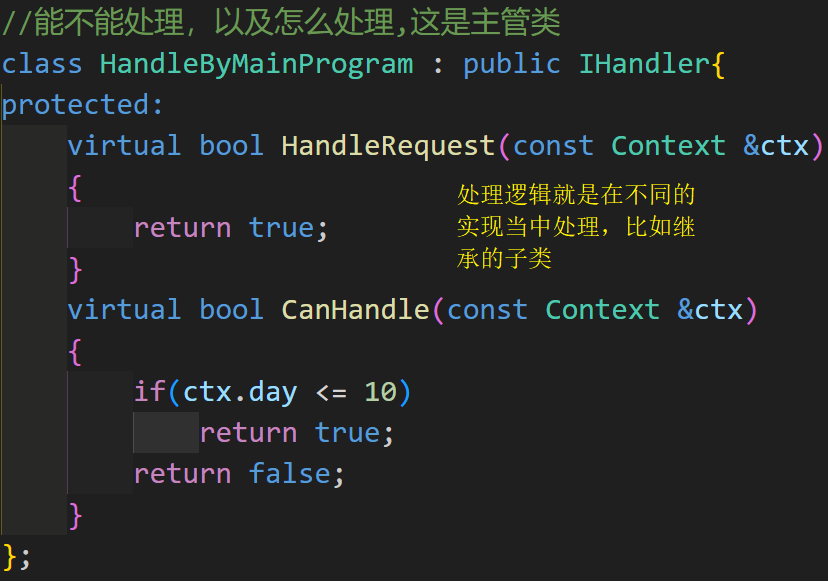 //能不能处理，以及怎么处理,这是主管类
class HandleByMainProgram : public IHandler{
protected:
    virtual bool HandleRequest(const Context &ctx)
    {
        return true;
    }
处理逻辑就是在不同的
实现当中处理，比如继
承的子类
    virtual bool CanHandle(const Context &ctx)
    {
        if(ctx.day <= 10)
            return true;
        return false;
    }
};